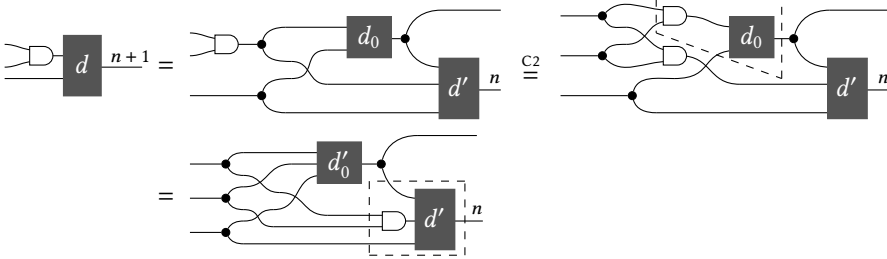 d n + 1 = d₀ d′ n C2 = d₀ d′ n
= d′₀ d′ n